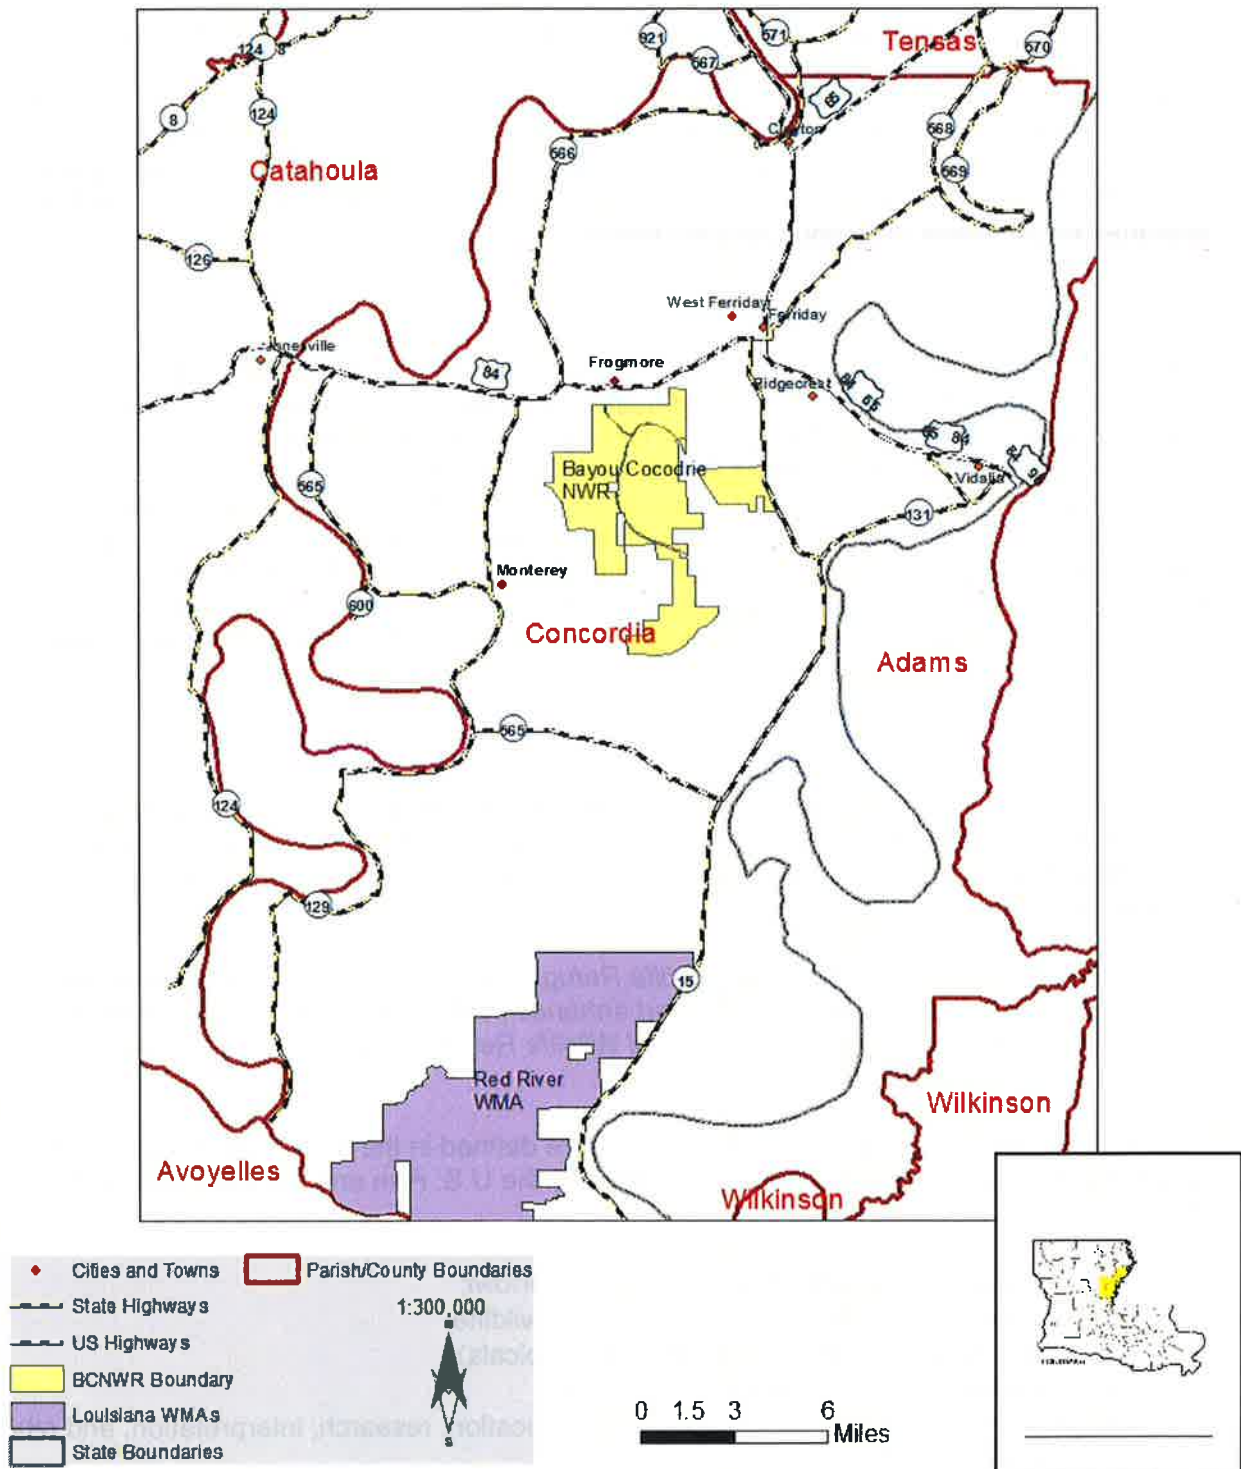 124
8
921
571
Tensas
570
567
65
8
124
Clayton
568
566
Catahoula
569
126
West Ferriday
Ferriday
Jonesville
Frogmore
84
Ridgecrest
84
65
65
84
84
65
Bayou Cocodrie
NWR
Vidalia
565
131
Monterey
600
Concordia
Adams
565
124
129
15
Red River
WMA
Wilkinson
Avoyelles
Wilkinson
Cities and Towns
Parish/County Boundaries
State Highways
1:300,000
US Highways
BCNWR Boundary
Louisiana WMAs
S
State Boundaries
0 1.5 3 6
Miles